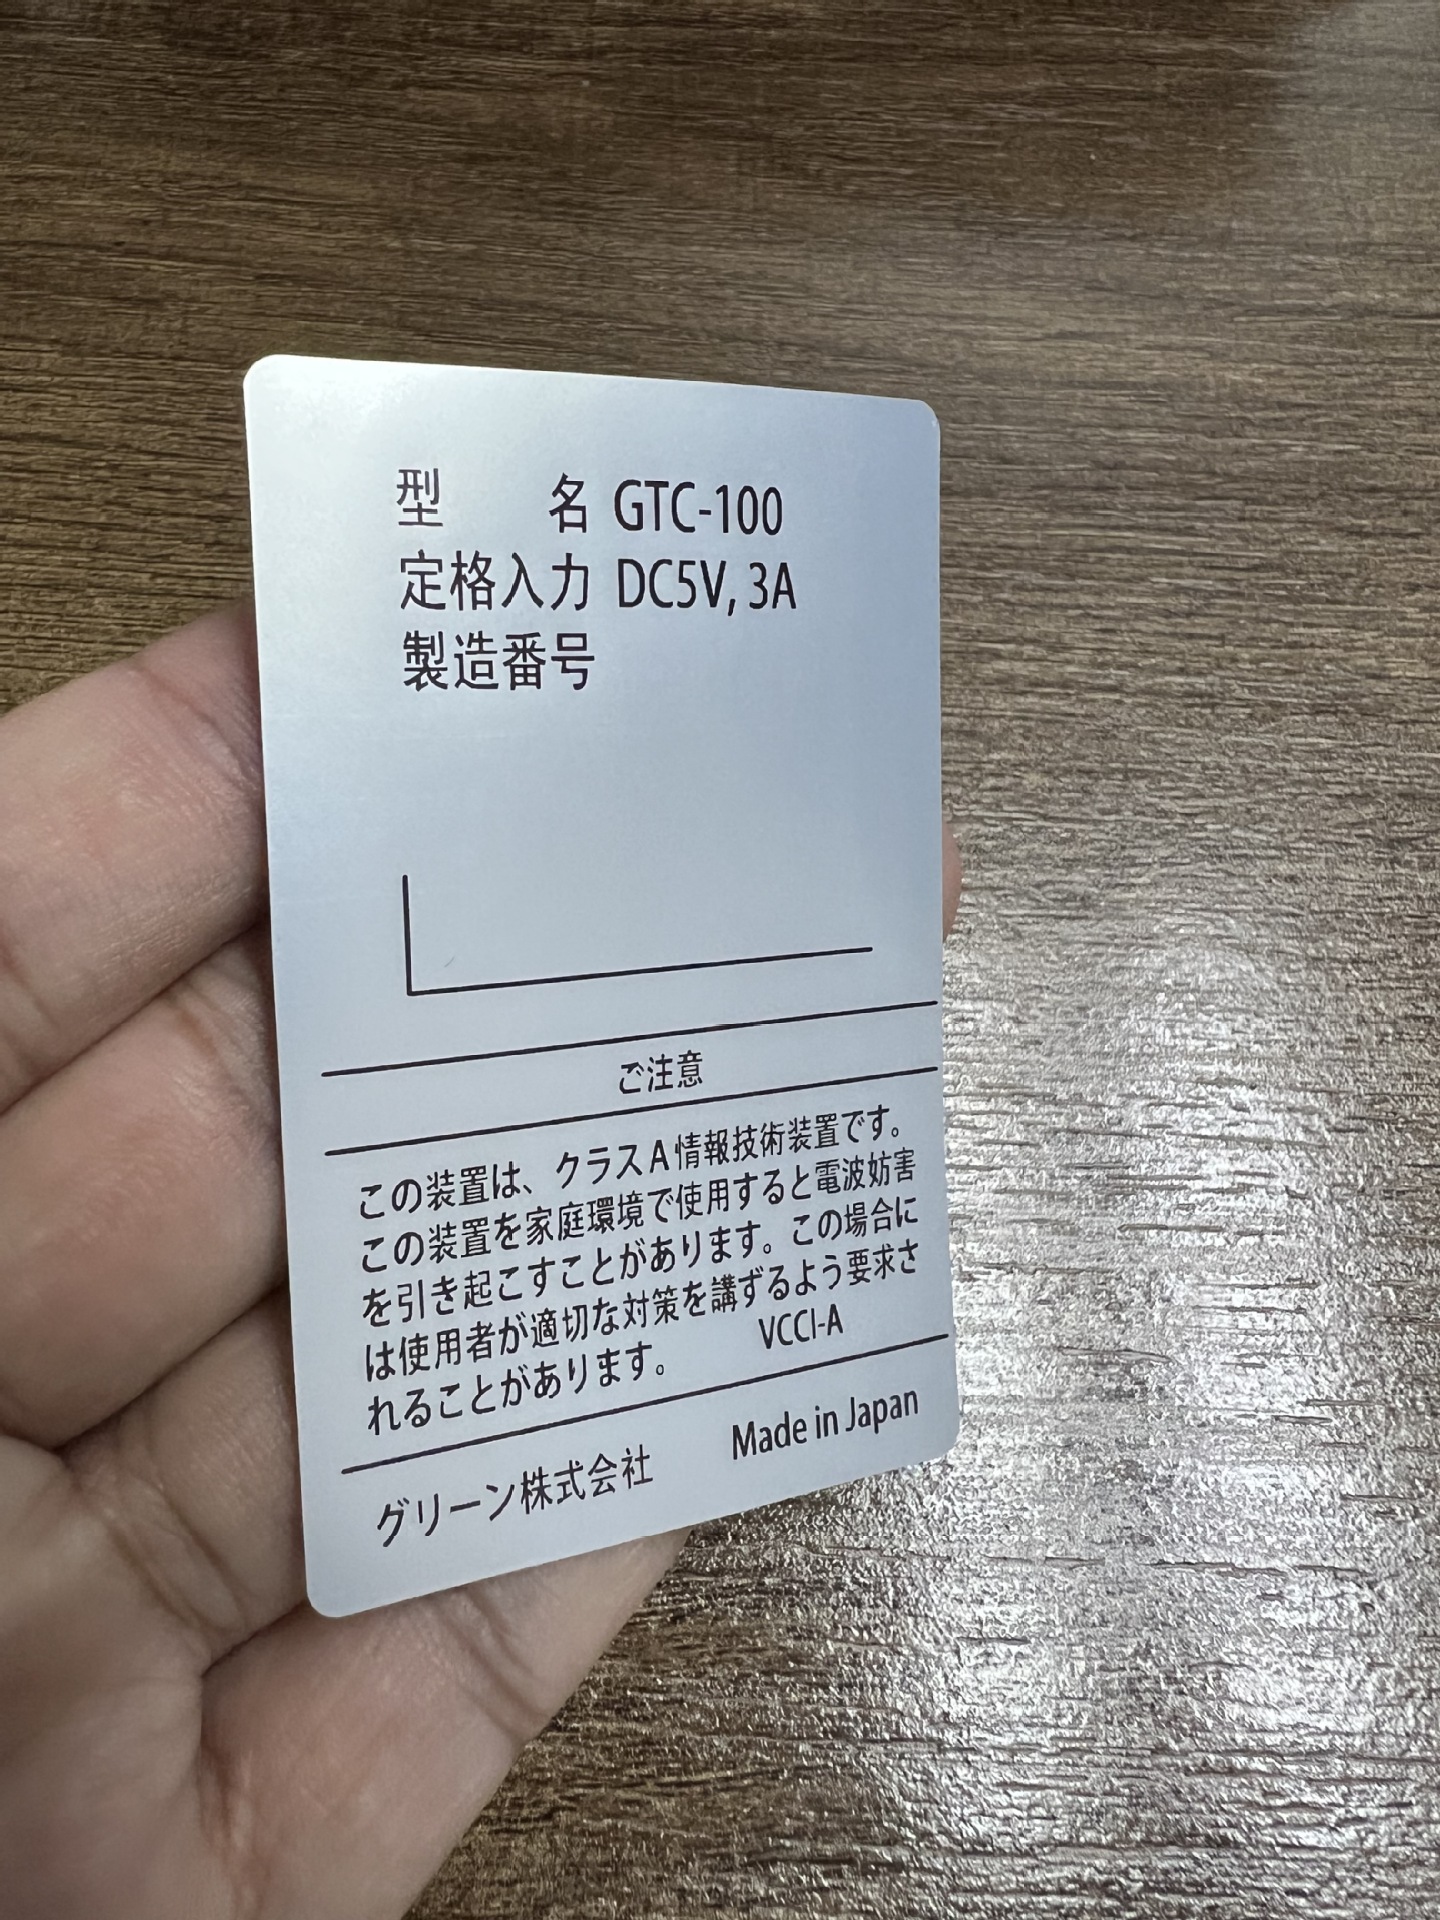 型　　名 GTC-100
定格入力 DC5V, 3A
製造番号
ご注意
この装置は、クラスA情報技術装置です。
この装置を家庭環境で使用すると電波妨害
を引き起こすことがあります。この場合に
は使用者が適切な対策を講ずるよう要求さ
れることがあります。 VCCI-A
グリーン株式会社 Made in Japan